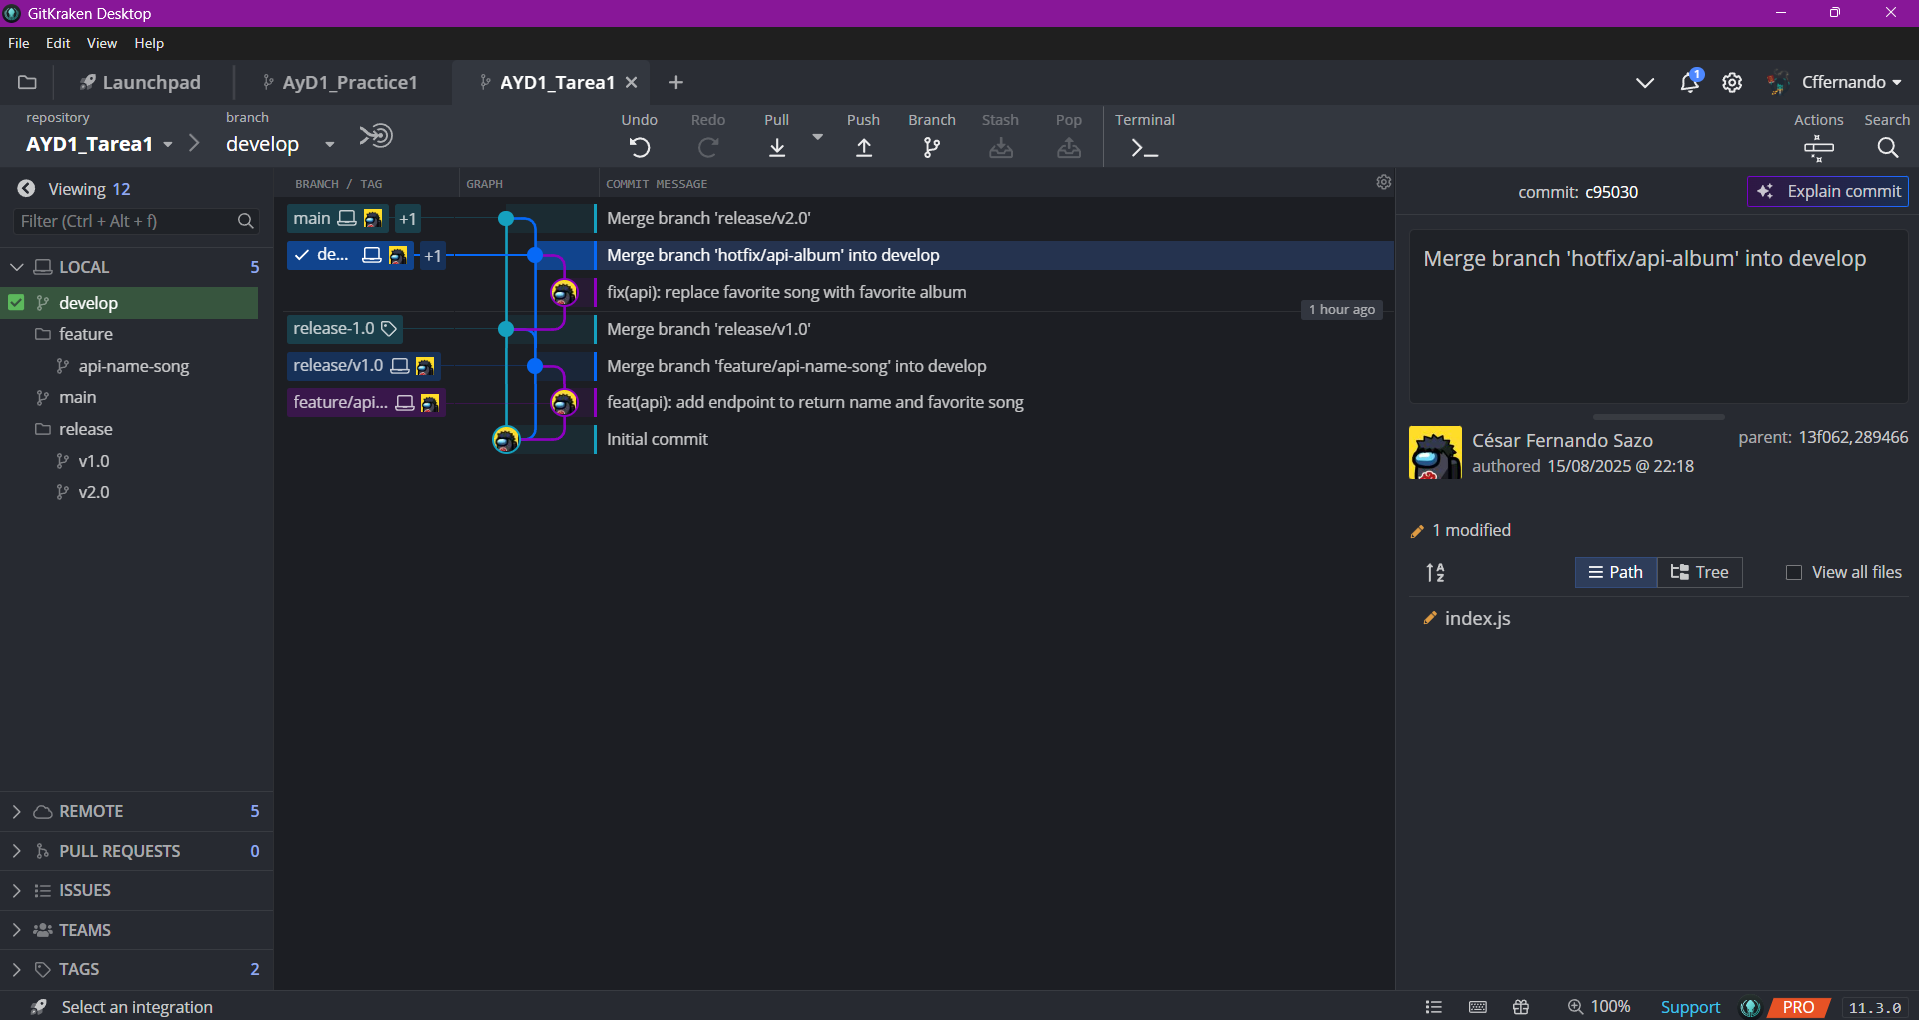 GitKraken Desktop
File Edit View Help
Launchpad
AyD1_Practice1
AYD1_Tarea1
1
Cffernando
repository
AYD1_Tarea1
branch
develop
Undo
Redo
Pull
Push
Branch
Stash
Pop
Terminal
Actions
Search
Viewing 12
Filter (Ctrl + Alt + f)
LOCAL 5
develop
feature
api-name-song
main
release
v1.0
v2.0
REMOTE 5
PULL REQUESTS 0
ISSUES
TEAMS
TAGS 2
BRANCH / TAG GRAPH COMMIT MESSAGE
main +1 Merge branch 'release/v2.0'
de... +1 Merge branch 'hotfix/api-album' into develop
fix(api): replace favorite song with favorite album
1 hour ago
release-1.0 Merge branch 'release/v1.0'
release/v1.0 Merge branch 'feature/api-name-song' into develop
feature/api... feat(api): add endpoint to return name and favorite song
Initial commit
commit: c95030
Explain commit
Merge branch 'hotfix/api-album' into develop
César Fernando Sazo
authored 15/08/2025 @ 22:18
parent: 13f062,289466
1 modified
A
Z
Path
Tree
View all files
index.js
Select an integration
100%
Support
PRO
11.3.0